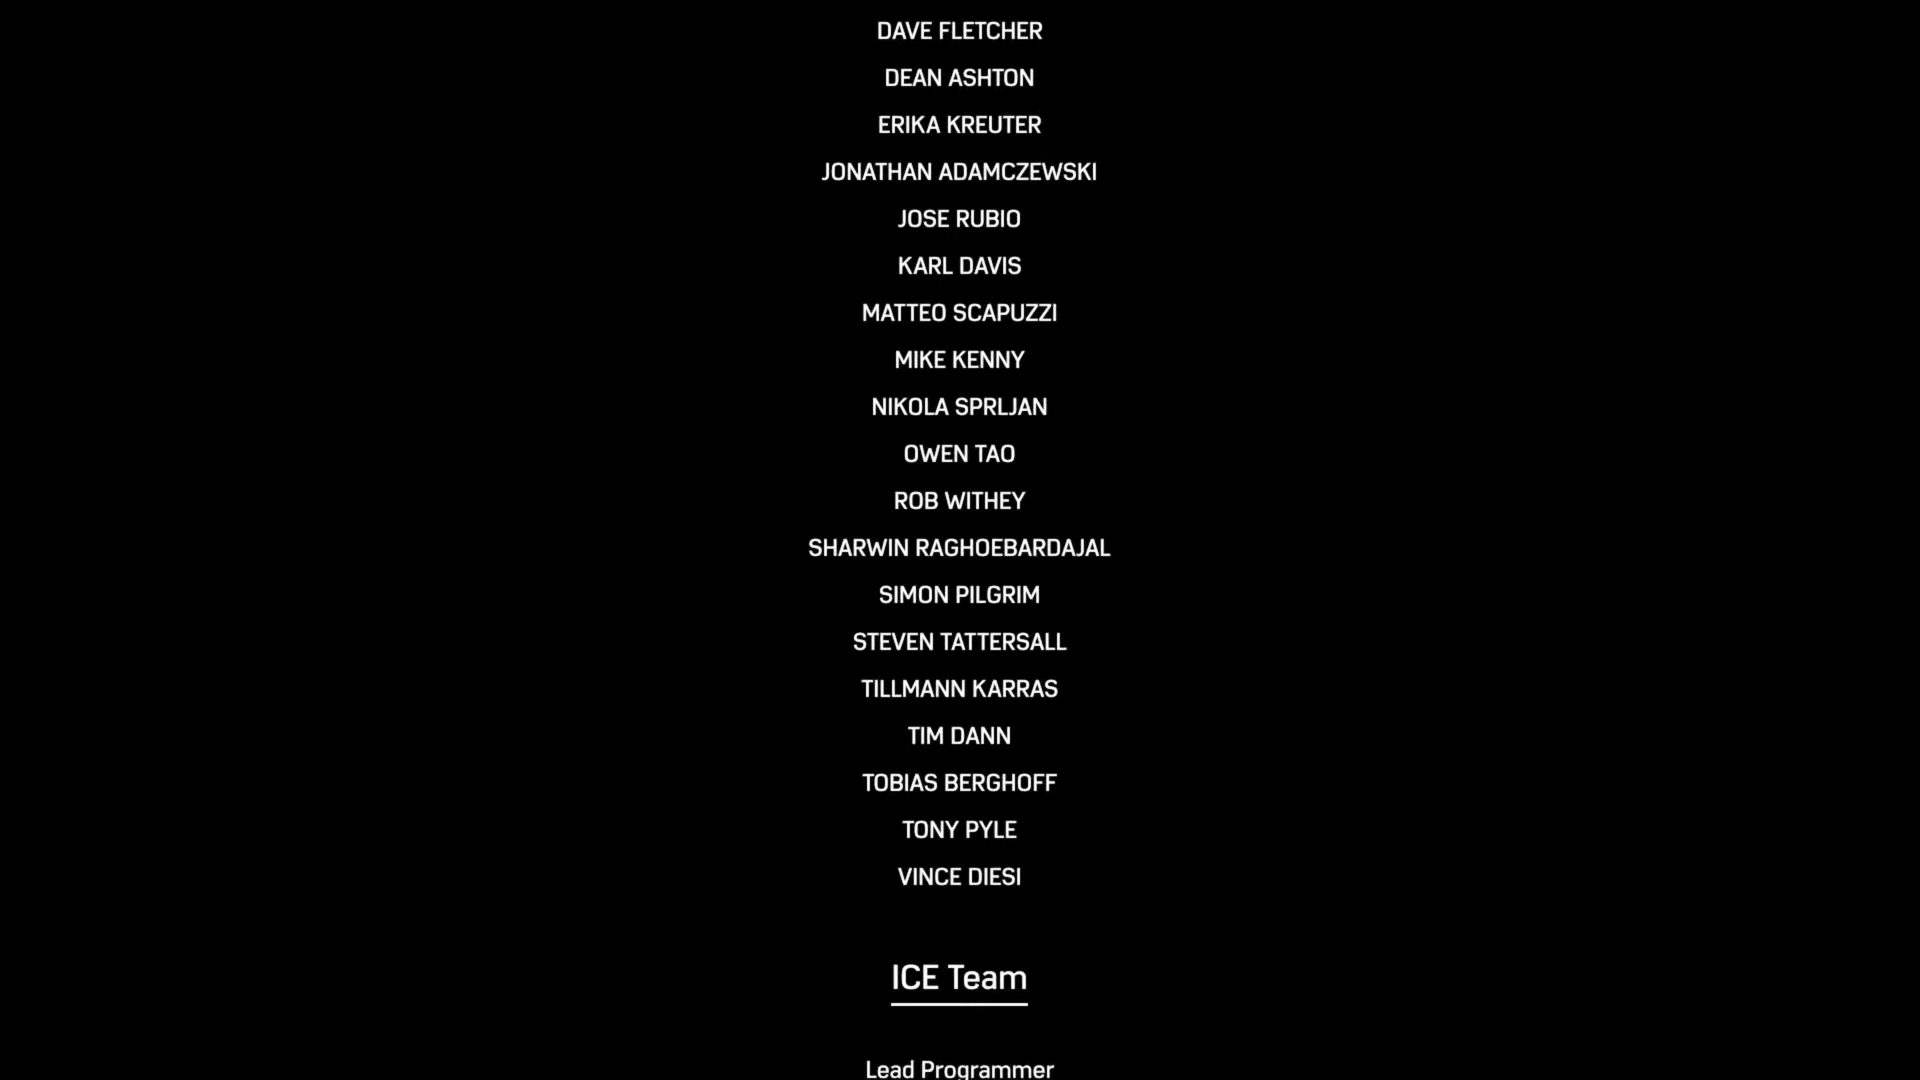 DAVE FLETCHER
DEAN ASHTON
ERIKA KREUTER
JONATHAN ADAMCZEWSKI
JOSE RUBIO
KARL DAVIS
MATTEO SCAPUZZI
MIKE KENNY
NIKOLA SPRLJAN
OWEN TAO
ROB WITHEY
SHARWIN RAGHOEBARDAJAL
SIMON PILGRIM
STEVEN TATTERSALL
TILLMANN KARRAS
TIM DANN
TOBIAS BERGHOFF
TONY PYLE
VINCE DIESI
ICE Team
Lead Programmer